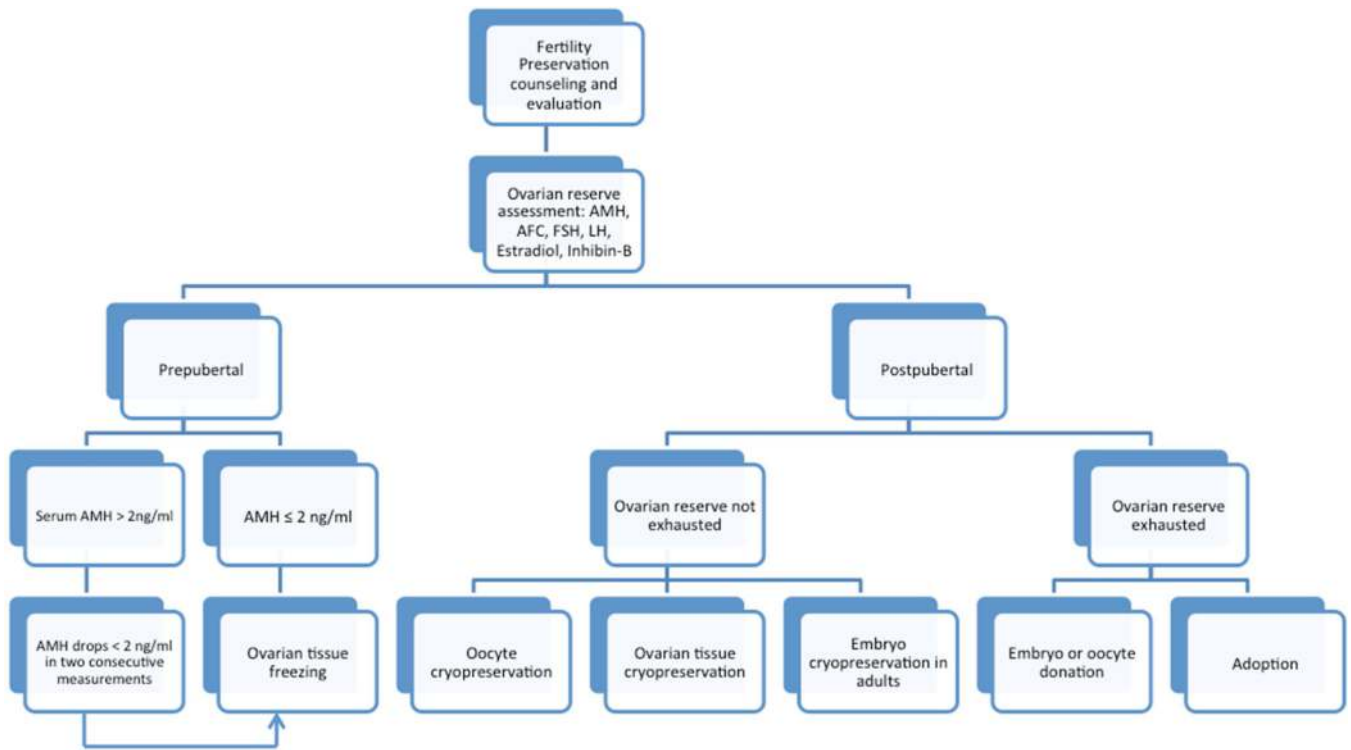 Fertility
Preservation
counseling and
evaluation
Ovarian reserve
assessment: AMH,
AFC, FSH, LH,
Estradiol, Inhibin-B
Prepubertal
Postpubertal
Serum AMH > 2ng/ml
AMH ≤ 2 ng/ml
Ovarian reserve not
exhausted
Ovarian reserve
exhausted
AMH drops < 2 ng/ml
in two consecutive
measurements
Ovarian tissue
freezing
Oocyte
cryopreservation
Ovarian tissue
cryopreservation
Embryo
cryopreservation in
adults
Embryo or oocyte
donation
Adoption